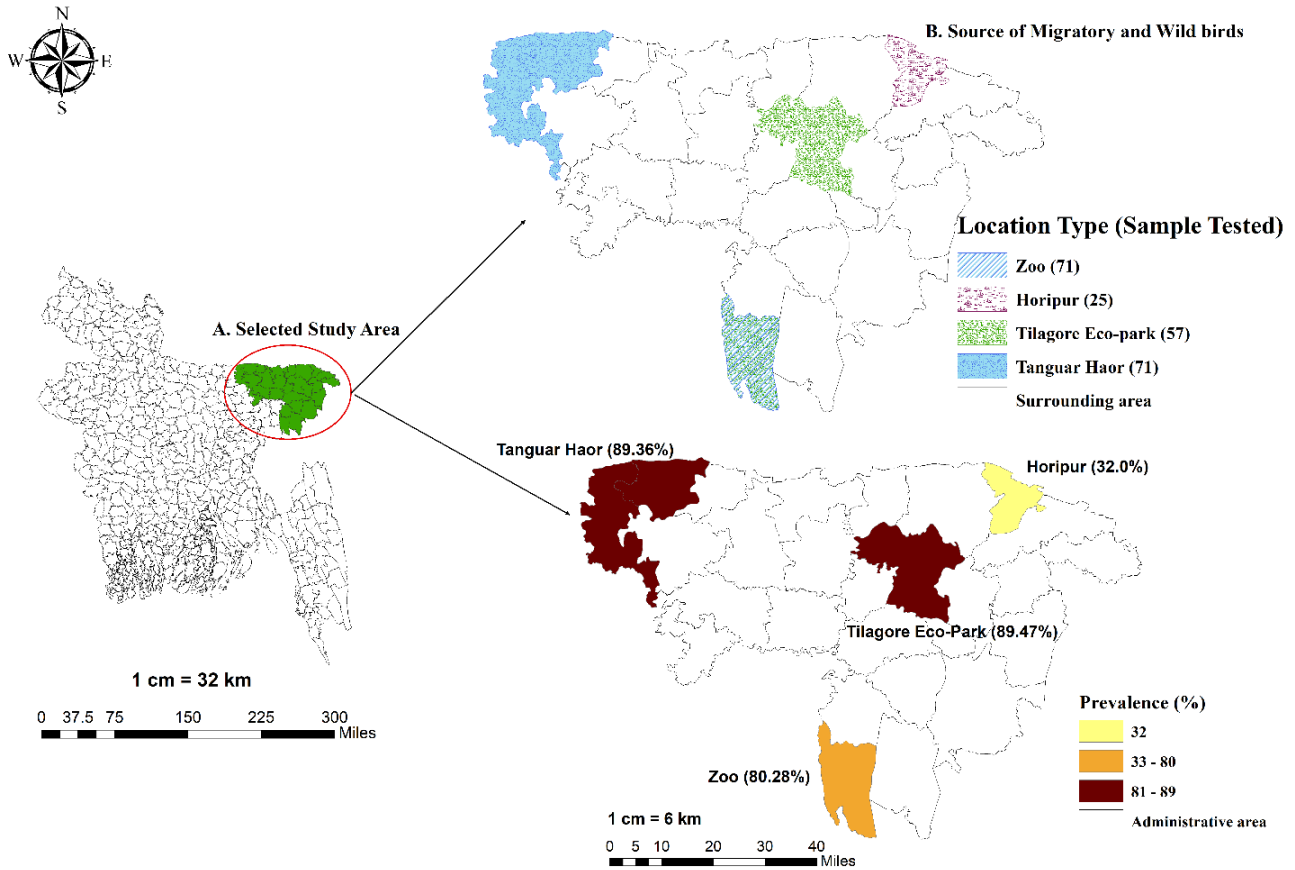 N
W E
S
B. Source of Migratory and Wild birds
Location Type (Sample Tested)
Zoo (71)
Horipur (25)
Tilagore Eco-park (57)
Tanguar Haor (71)
Surrounding area
A. Selected Study Area
Tanguar Haor (89.36%)
Horipur (32.0%)
Tilagore Eco-Park (89.47%)
Zoo (80.28%)
Prevalence (%)
32
33 - 80
81 - 89
Administrative area
1 cm = 32 km
0 37.5 75 150 225 300
Miles
1 cm = 6 km
0 5 10 20 30 40
Miles